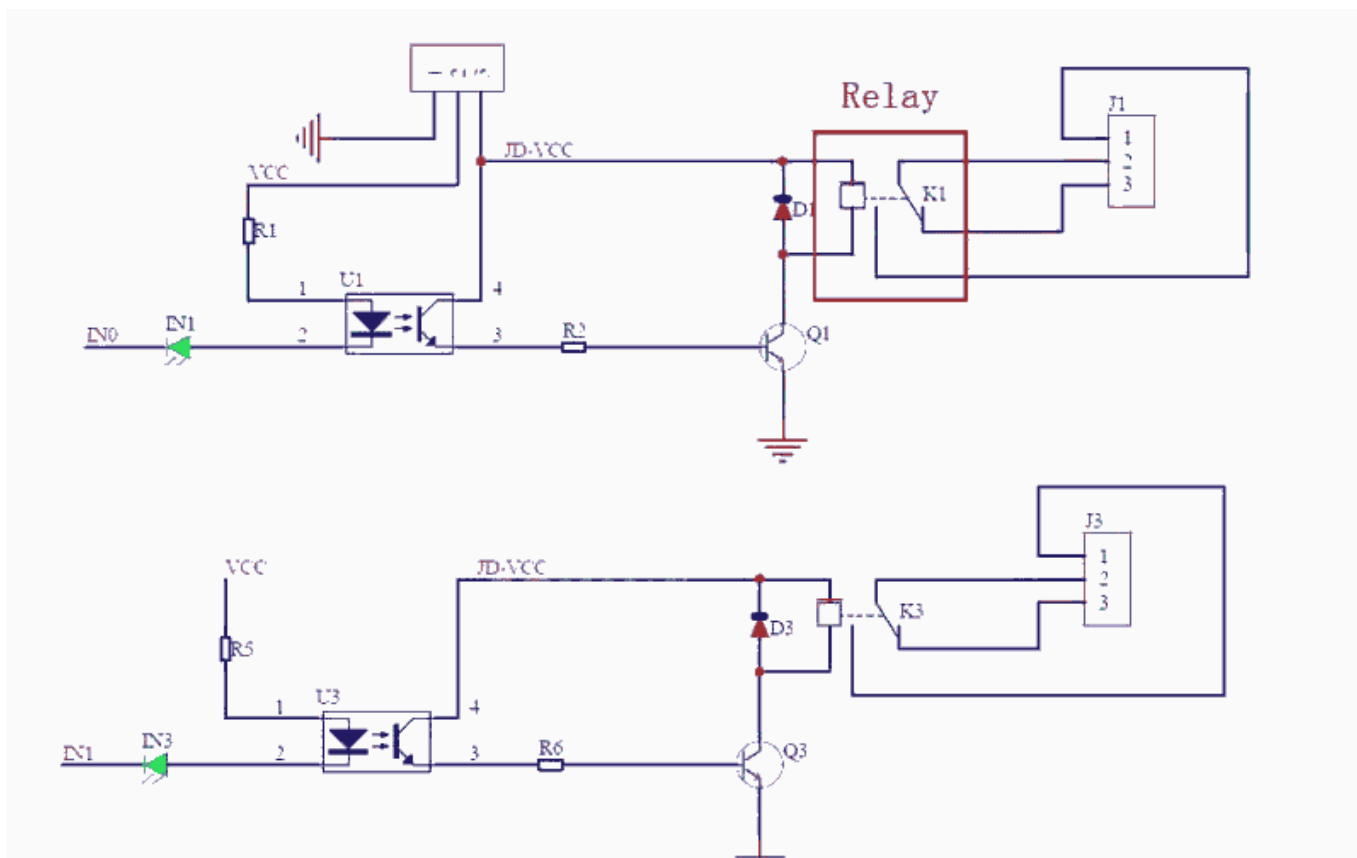 Relay
J1
1
2
3
JD-VCC
VCC
K1
D1
R1
U1
1
4
IN0
IN1
2
3
R2
Q1
J3
1
2
3
VCC
JD-VCC
K3
D3
R5
U3
1
4
IN1
IN3
2
3
R6
Q3